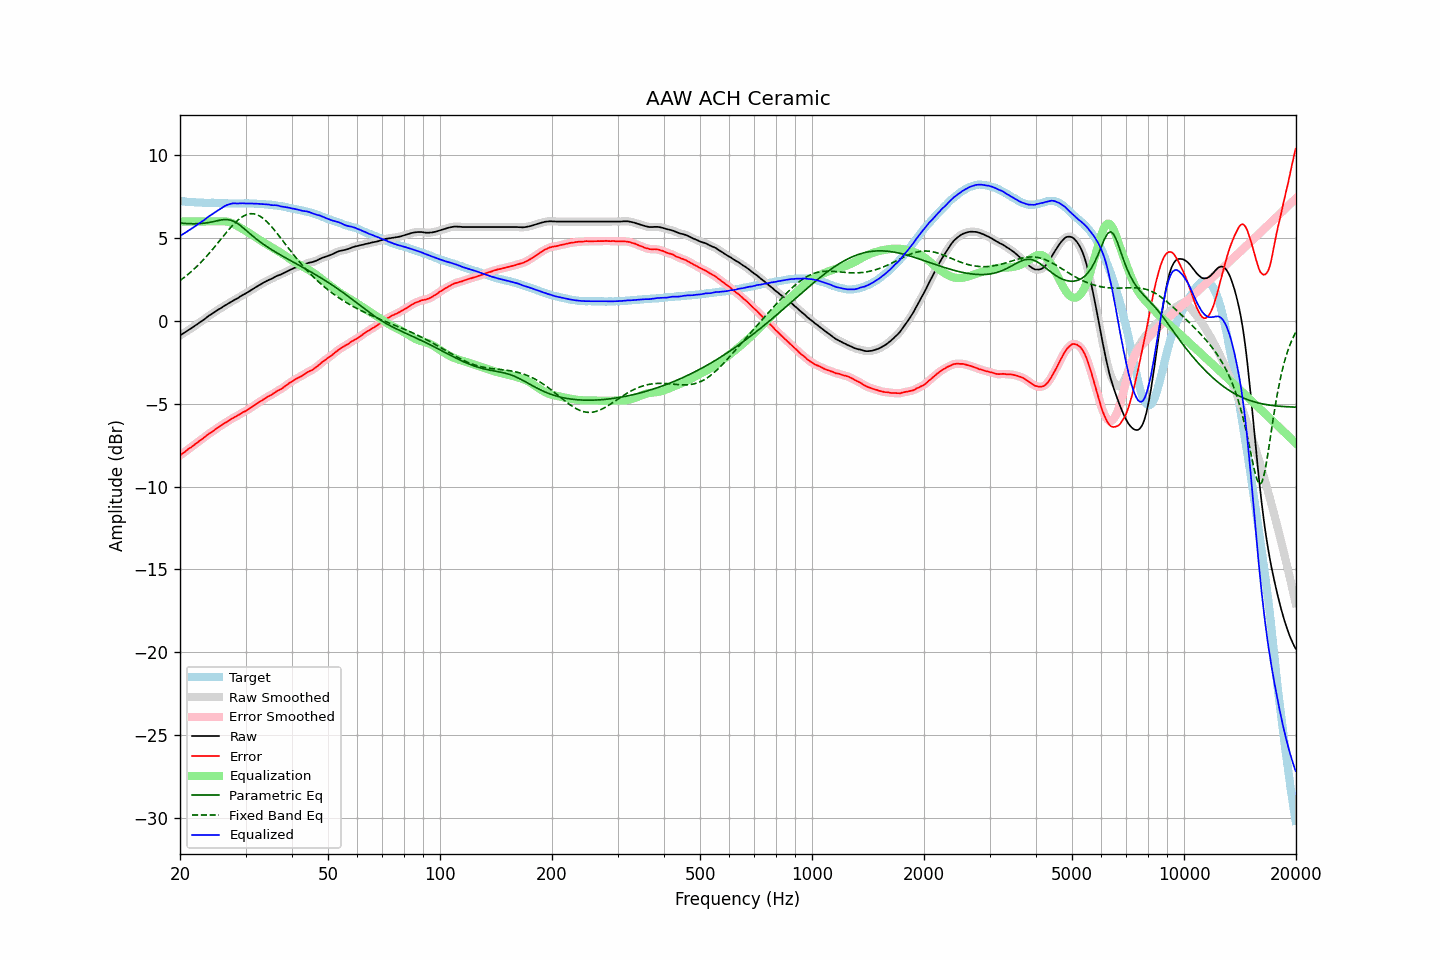 AAW ACH Ceramic
Amplitude (dBr)
10
5
0
−5
−10
−15
−20
−25
−30
Target
Raw Smoothed
Error Smoothed
Raw
Error
Equalization
Parametric Eq
Fixed Band Eq
Equalized
20 50 100 200 500 1000 2000 5000 10000 20000
Frequency (Hz)